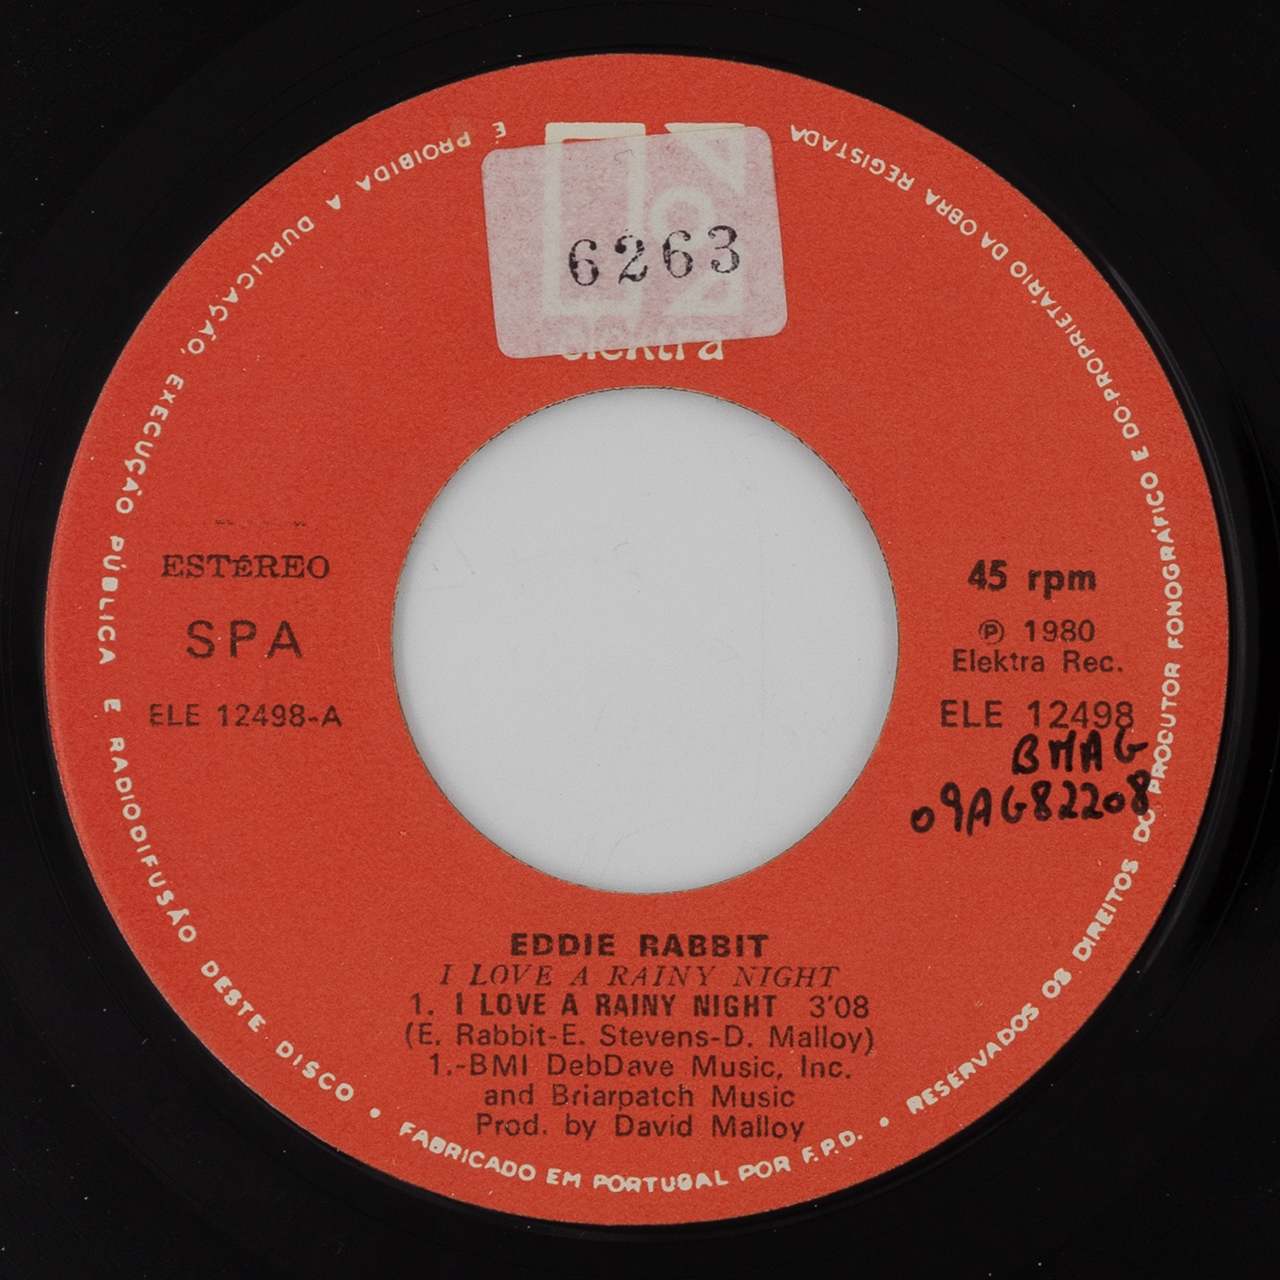 6263
elektra
ESTéREO
SPA
ELE 12498-A
45 rpm
℗ 1980
Elektra Rec.
ELE 12498
BMAG
09AG82208
EDDIE RABBIT
I LOVE A RAINY NIGHT
1. I LOVE A RAINY NIGHT 3'08
(E. Rabbit-E. Stevens-D. Malloy)
1.-BMI DebDave Music, Inc.
and Briarpatch Music
Prod. by David Malloy
FABRICADO EM PORTUGAL POR F.P.D. • RESERVADOS OS DIREITOS DO PRODUTOR FONOGRÁFICO E DO PROPRIETÁRIO DA OBRA REGISTADA
É PROIBIDA A DUPLICAÇÃO, EXECUÇÃO PÚBLICA E RADIODIFUSÃO DESTE DISCO •